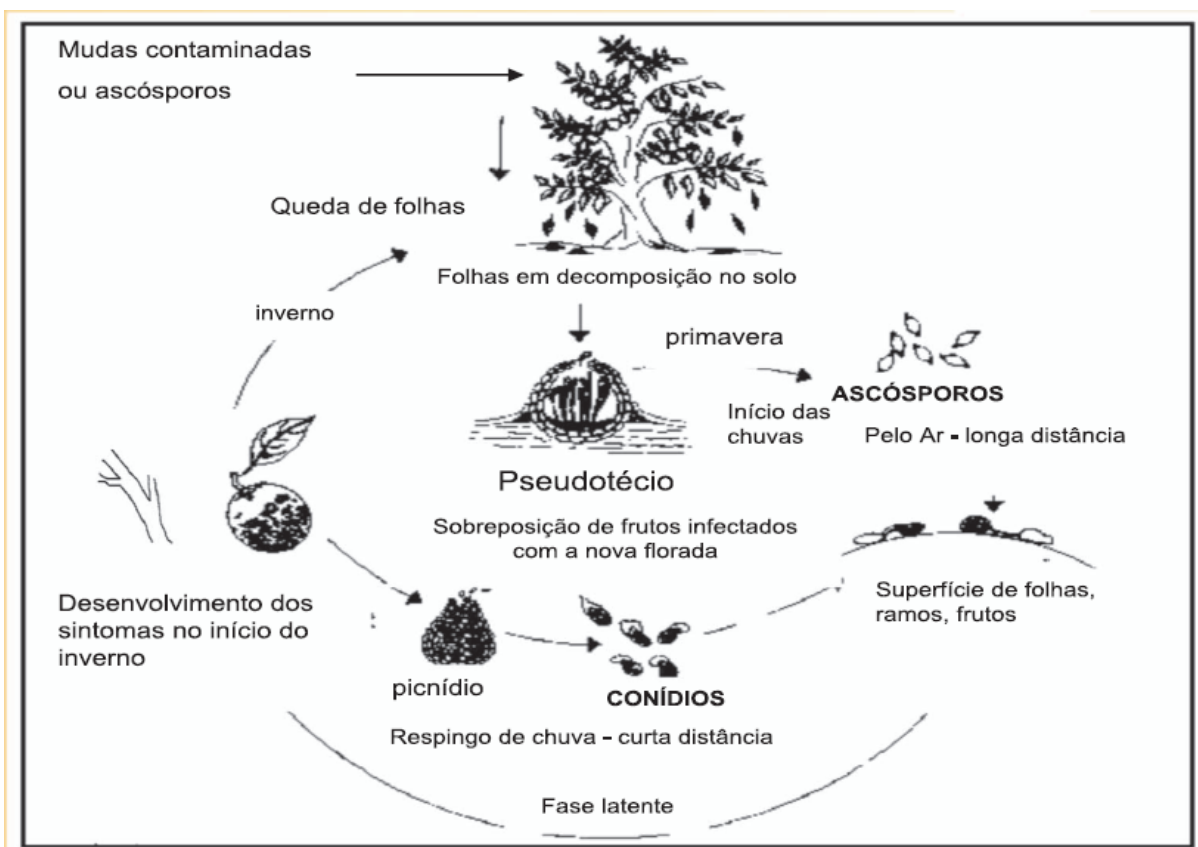 Mudas contaminadas
ou ascósporos
Queda de folhas
Folhas em decomposição no solo
inverno
primavera
ASCÓSPOROS
Início das
chuvas
Pelo Ar - longa distância
Pseudotécio
Sobreposição de frutos infectados
com a nova florada
Superfície de folhas,
ramos, frutos
Desenvolvimento dos
sintomas no início do
inverno
picnídio
CONÍDIOS
Respingo de chuva - curta distância
Fase latente